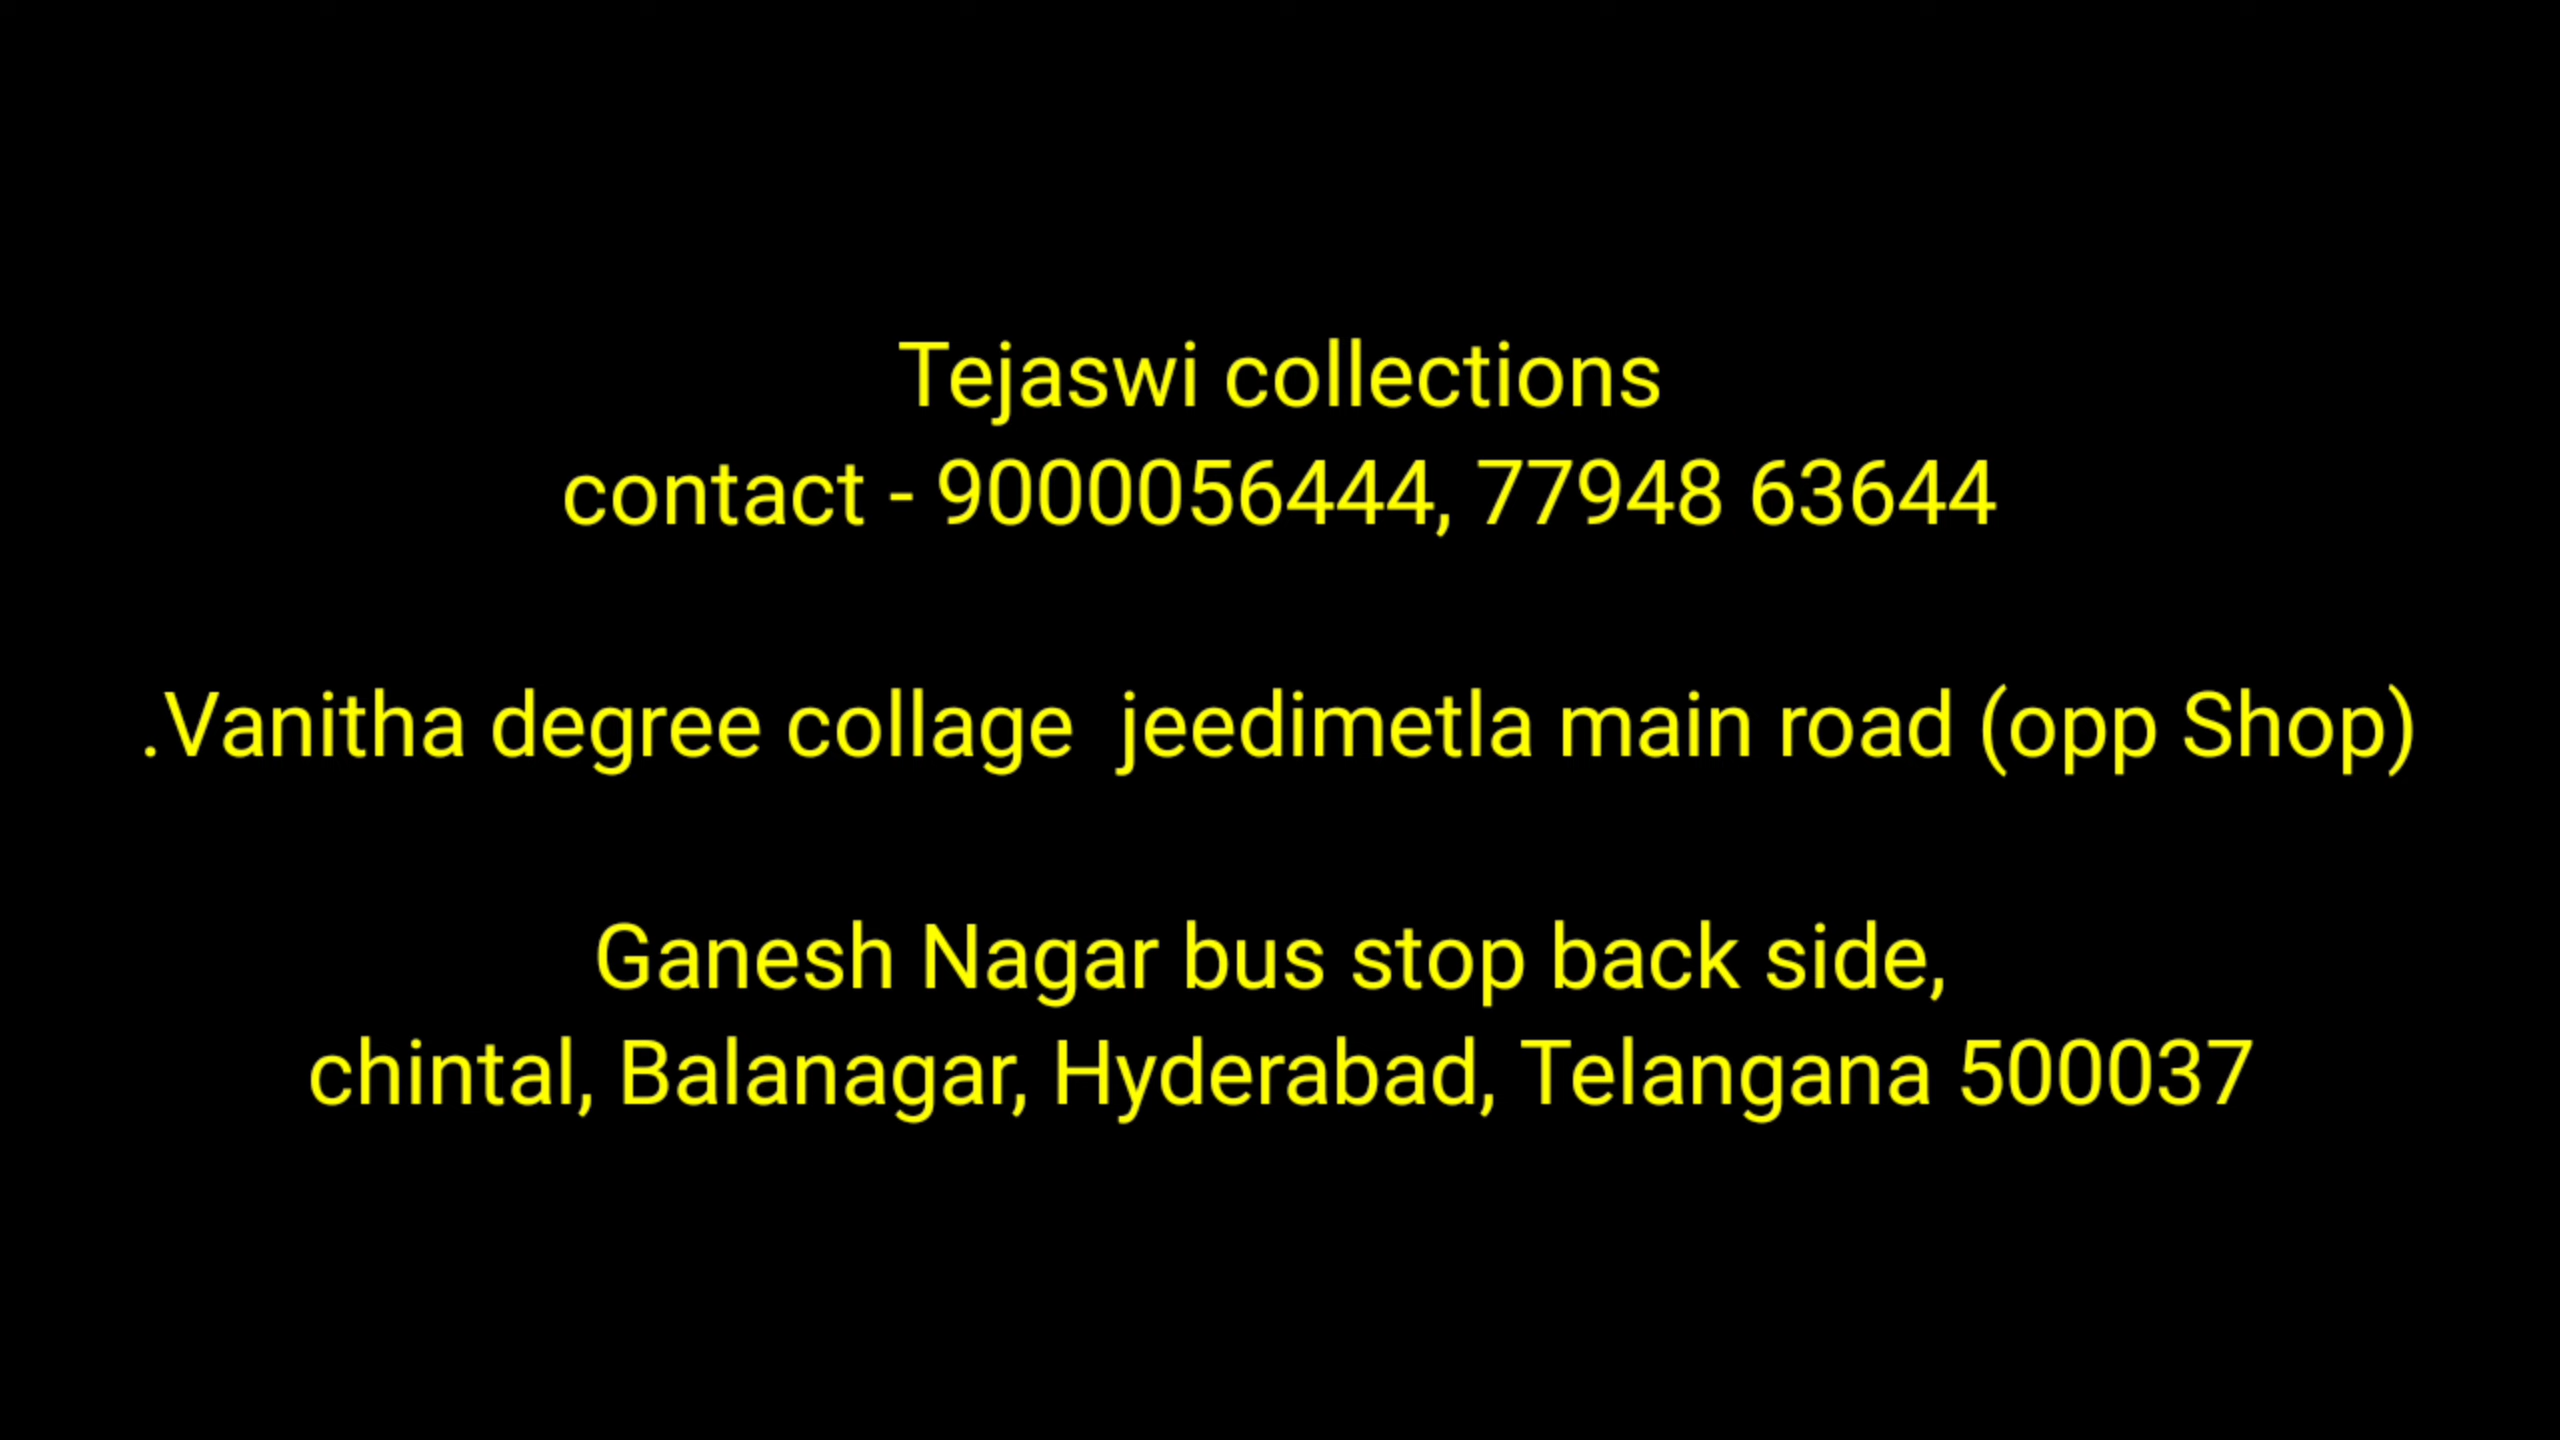 Tejaswi collections
contact - 9000056444, 77948 63644
.Vanitha degree collage  jeedimetla main road (opp Shop)
Ganesh Nagar bus stop back side,
chintal, Balanagar, Hyderabad, Telangana 500037